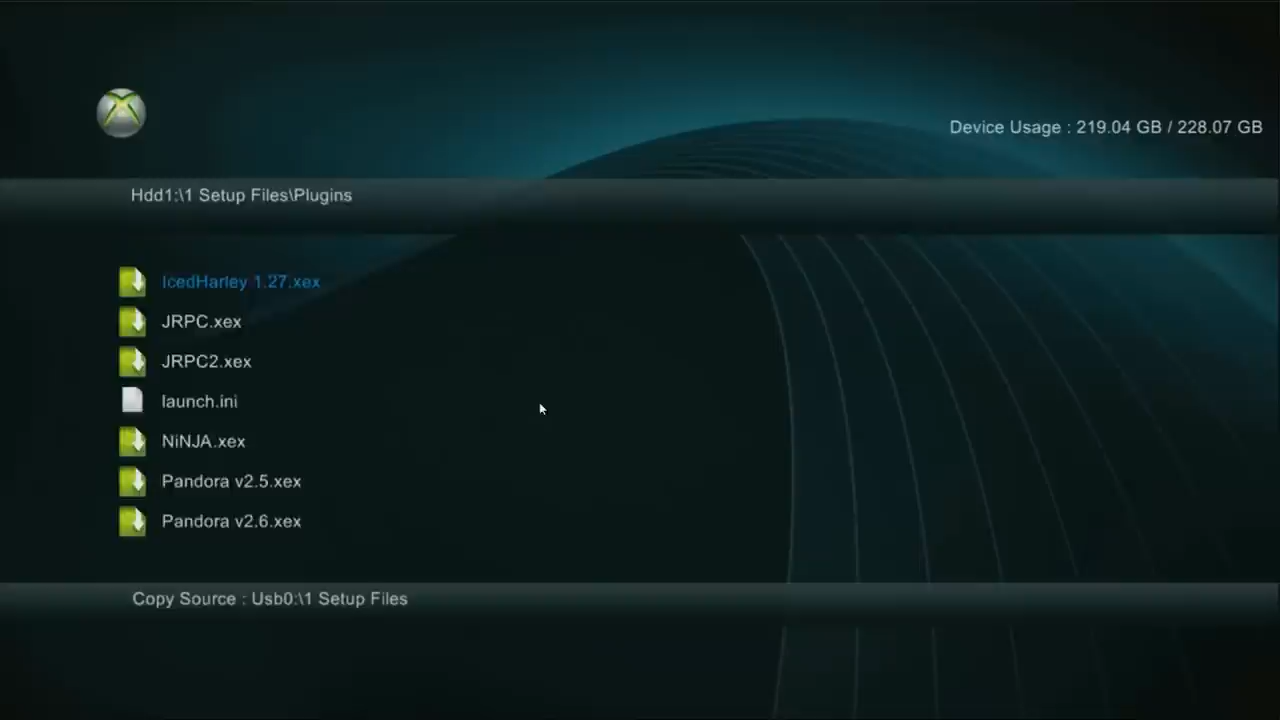 Device Usage : 219.04 GB / 228.07 GB
Hdd1:\1 Setup Files\Plugins
IcedHarley 1.27.xex
JRPC.xex
JRPC2.xex
launch.ini
NiNJA.xex
Pandora v2.5.xex
Pandora v2.6.xex
Copy Source : Usb0:\1 Setup Files